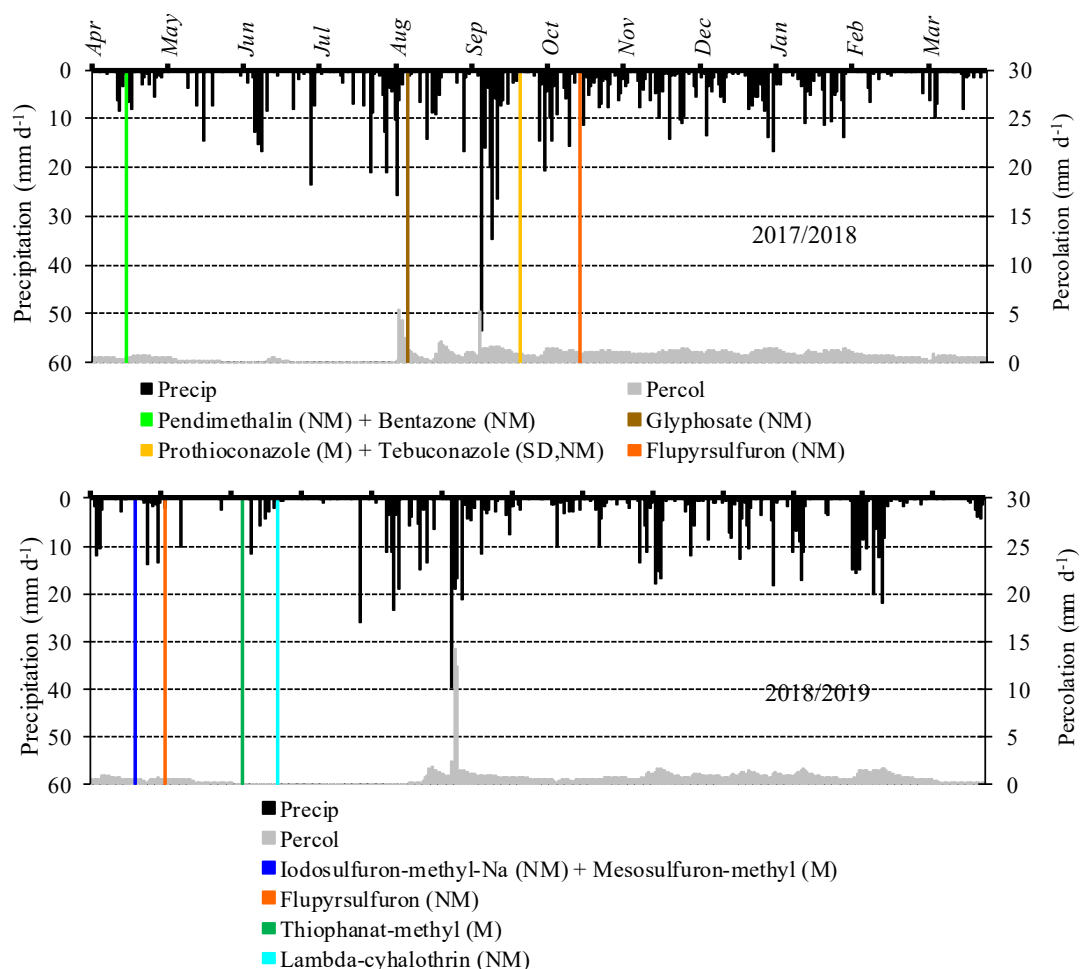 Apr May Jun Jul Aug Sep Oct Nov Dec Jan Feb Mar
0 30
10 25
20 20
30 15
40 10
50 5
60 0
Precipitation (mm d-1)
Percolation (mm d-1)
2017/2018
Precip Percol
Pendimethalin (NM) + Bentazone (NM) Glyphosate (NM)
Prothioconazole (M) + Tebuconazole (SD,NM) Flupyrsulfuron (NM)
0 30
10 25
20 20
30 15
40 10
50 5
60 0
Precipitation (mm d-1)
Percolation (mm d-1)
2018/2019
Precip
Percol
Iodosulfuron-methyl-Na (NM) + Mesosulfuron-methyl (M)
Flupyrsulfuron (NM)
Thiophanat-methyl (M)
Lambda-cyhalothrin (NM)